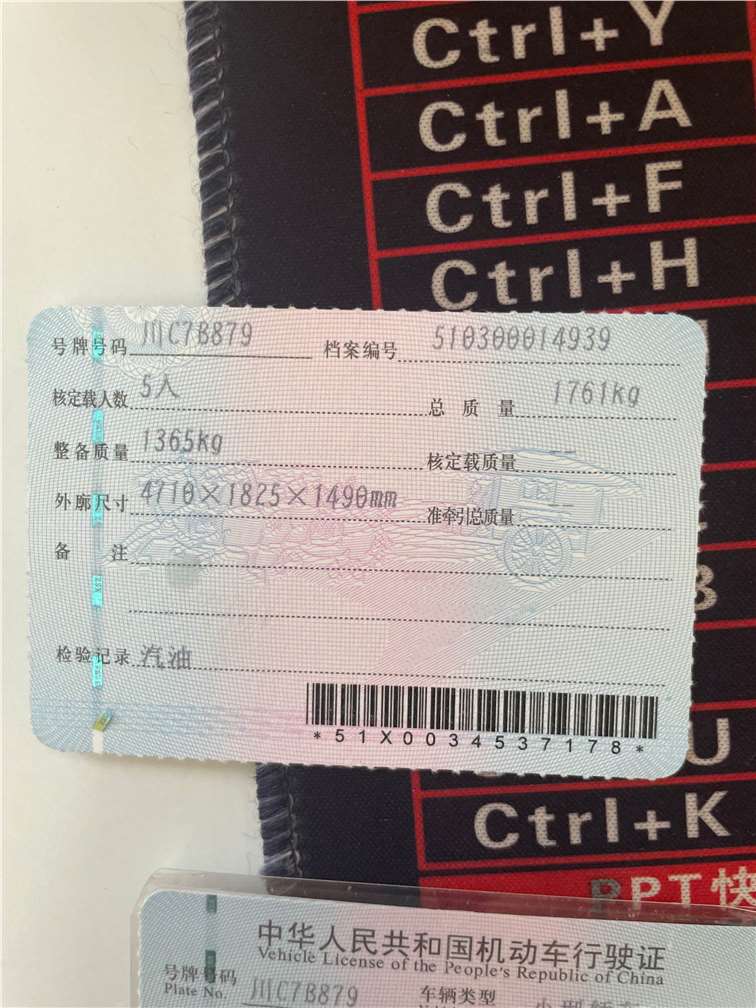 Ctrl+Y
Ctrl+A
Ctrl+F
Ctrl+H
号牌号码 川C7B879 档案编号 510300014939
核定载人数 5人 总质量 1761kg
整备质量 1365kg 核定载质量 --
外廓尺寸 4710×1825×1490mm 准牵引总质量 --
备注
检验记录 汽油
*51X0034537178*
U
Ctrl+K
PPT快
中华人民共和国机动车行驶证
Vehicle License of the People's Republic of China
号牌号码 川C7B879 车辆类型
Plate No.